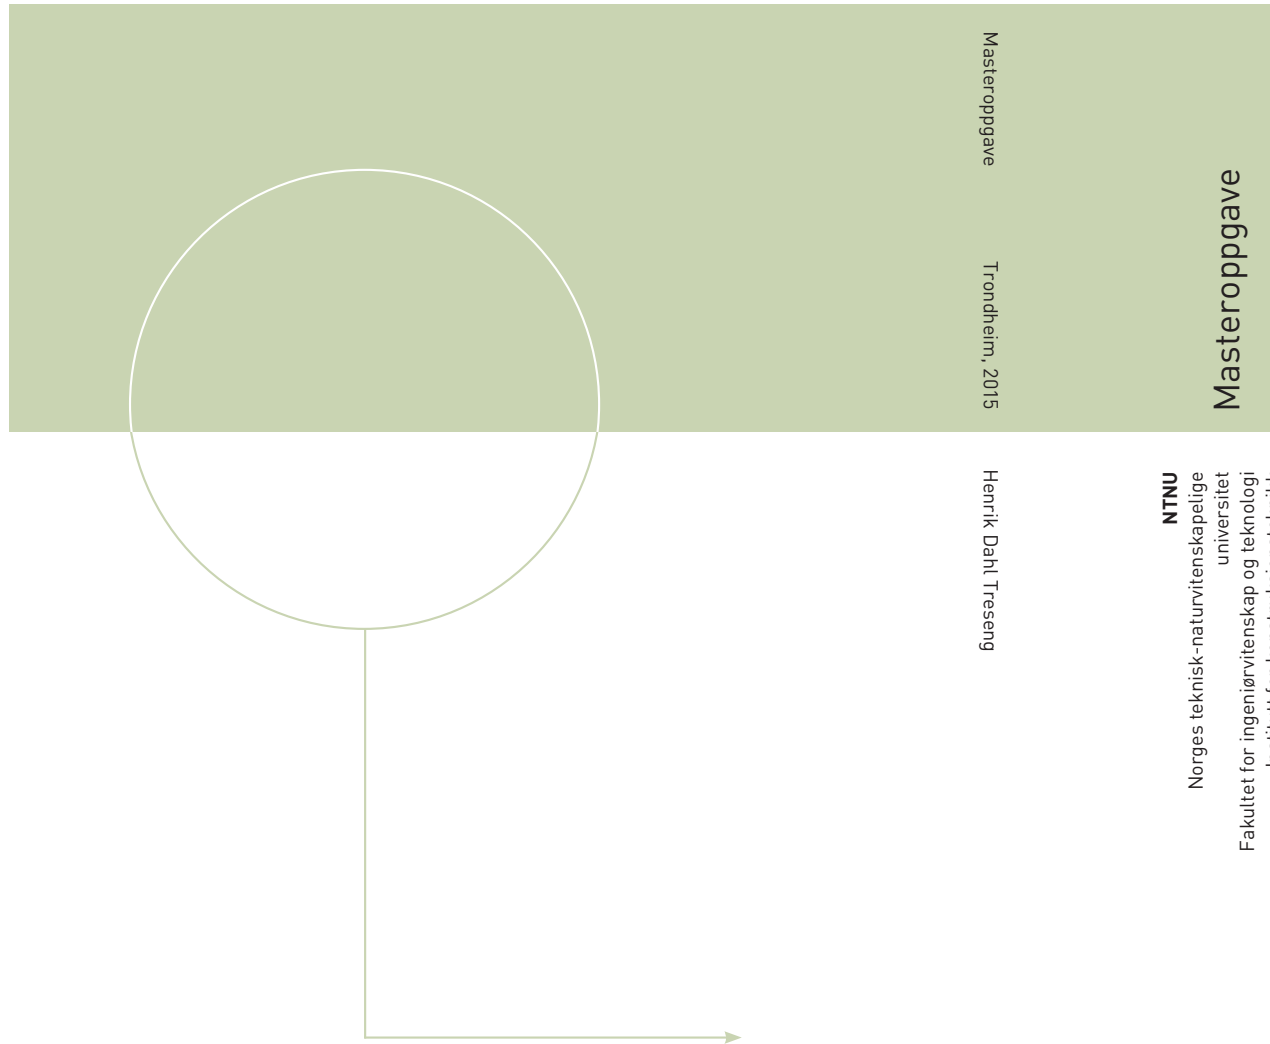 Masteroppgave
Trondheim, 2015
Henrik Dahl Treseng
Masteroppgave
NTNU
Norges teknisk-naturvitenskapelige
universitet
Fakultet for ingeniørvitenskap og teknologi